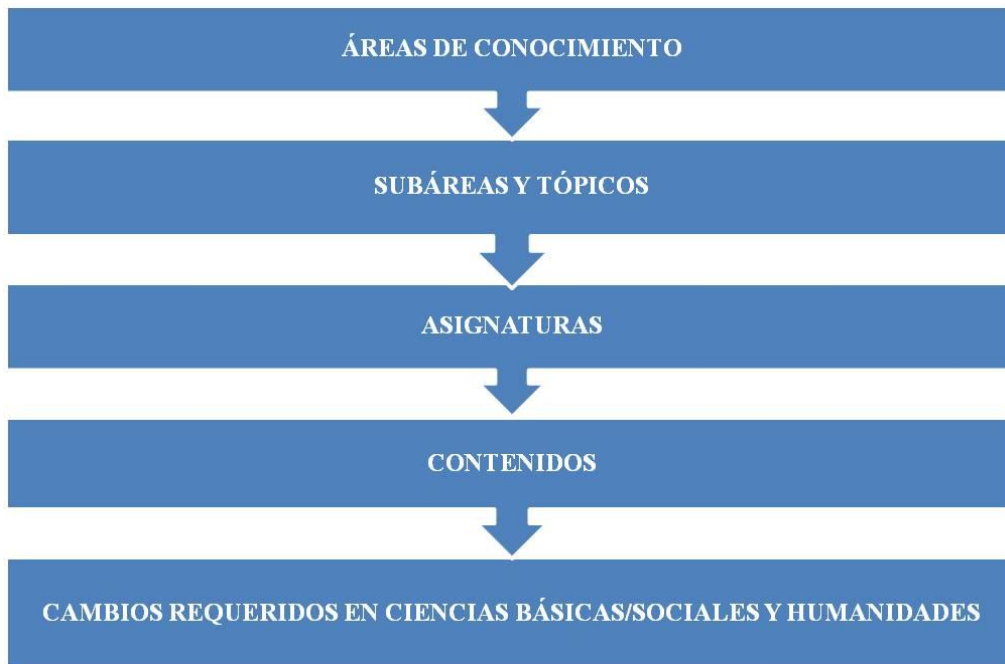 ÁREAS DE CONOCIMIENTO
SUBÁREAS Y TÓPICOS
ASIGNATURAS
CONTENIDOS
CAMBIOS REQUERIDOS EN CIENCIAS BÁSICAS/SOCIALES Y HUMANIDADES